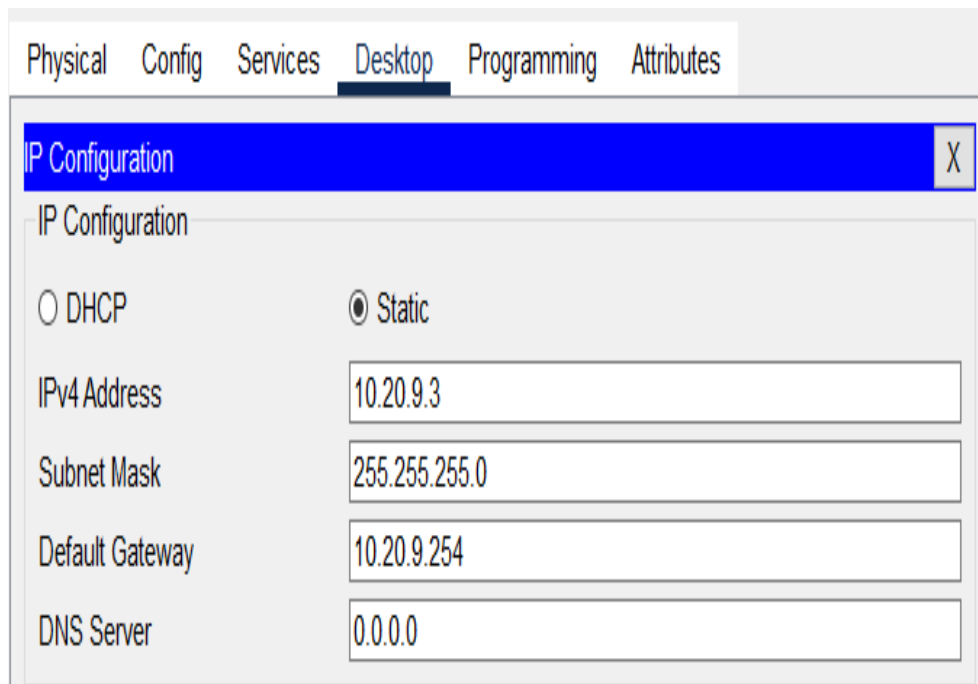 Physical Config Services Desktop Programming Attributes
IP Configuration X
IP Configuration
DHCP Static
IPv4 Address 10.20.9.3
Subnet Mask 255.255.255.0
Default Gateway 10.20.9.254
DNS Server 0.0.0.0